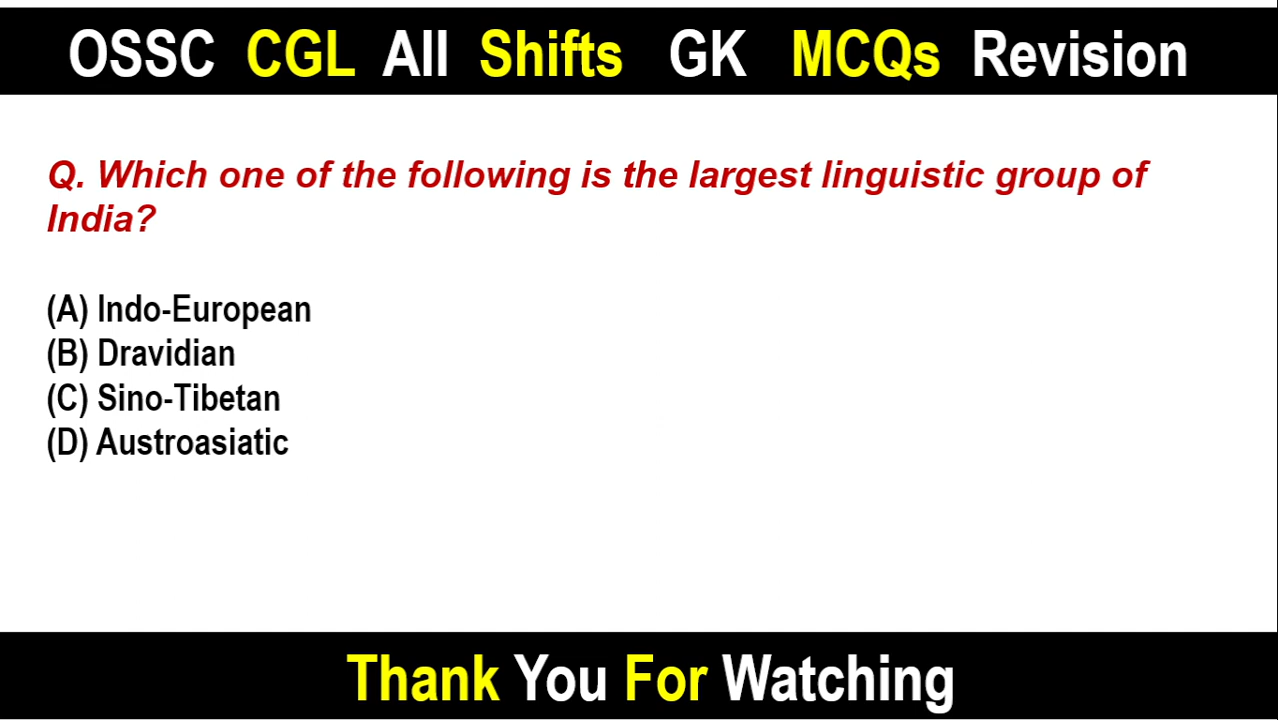 OSSC CGL All Shifts GK MCQs Revision
Q. Which one of the following is the largest linguistic group of
India?
(A) Indo-European
(B) Dravidian
(C) Sino-Tibetan
(D) Austroasiatic
Thank You For Watching